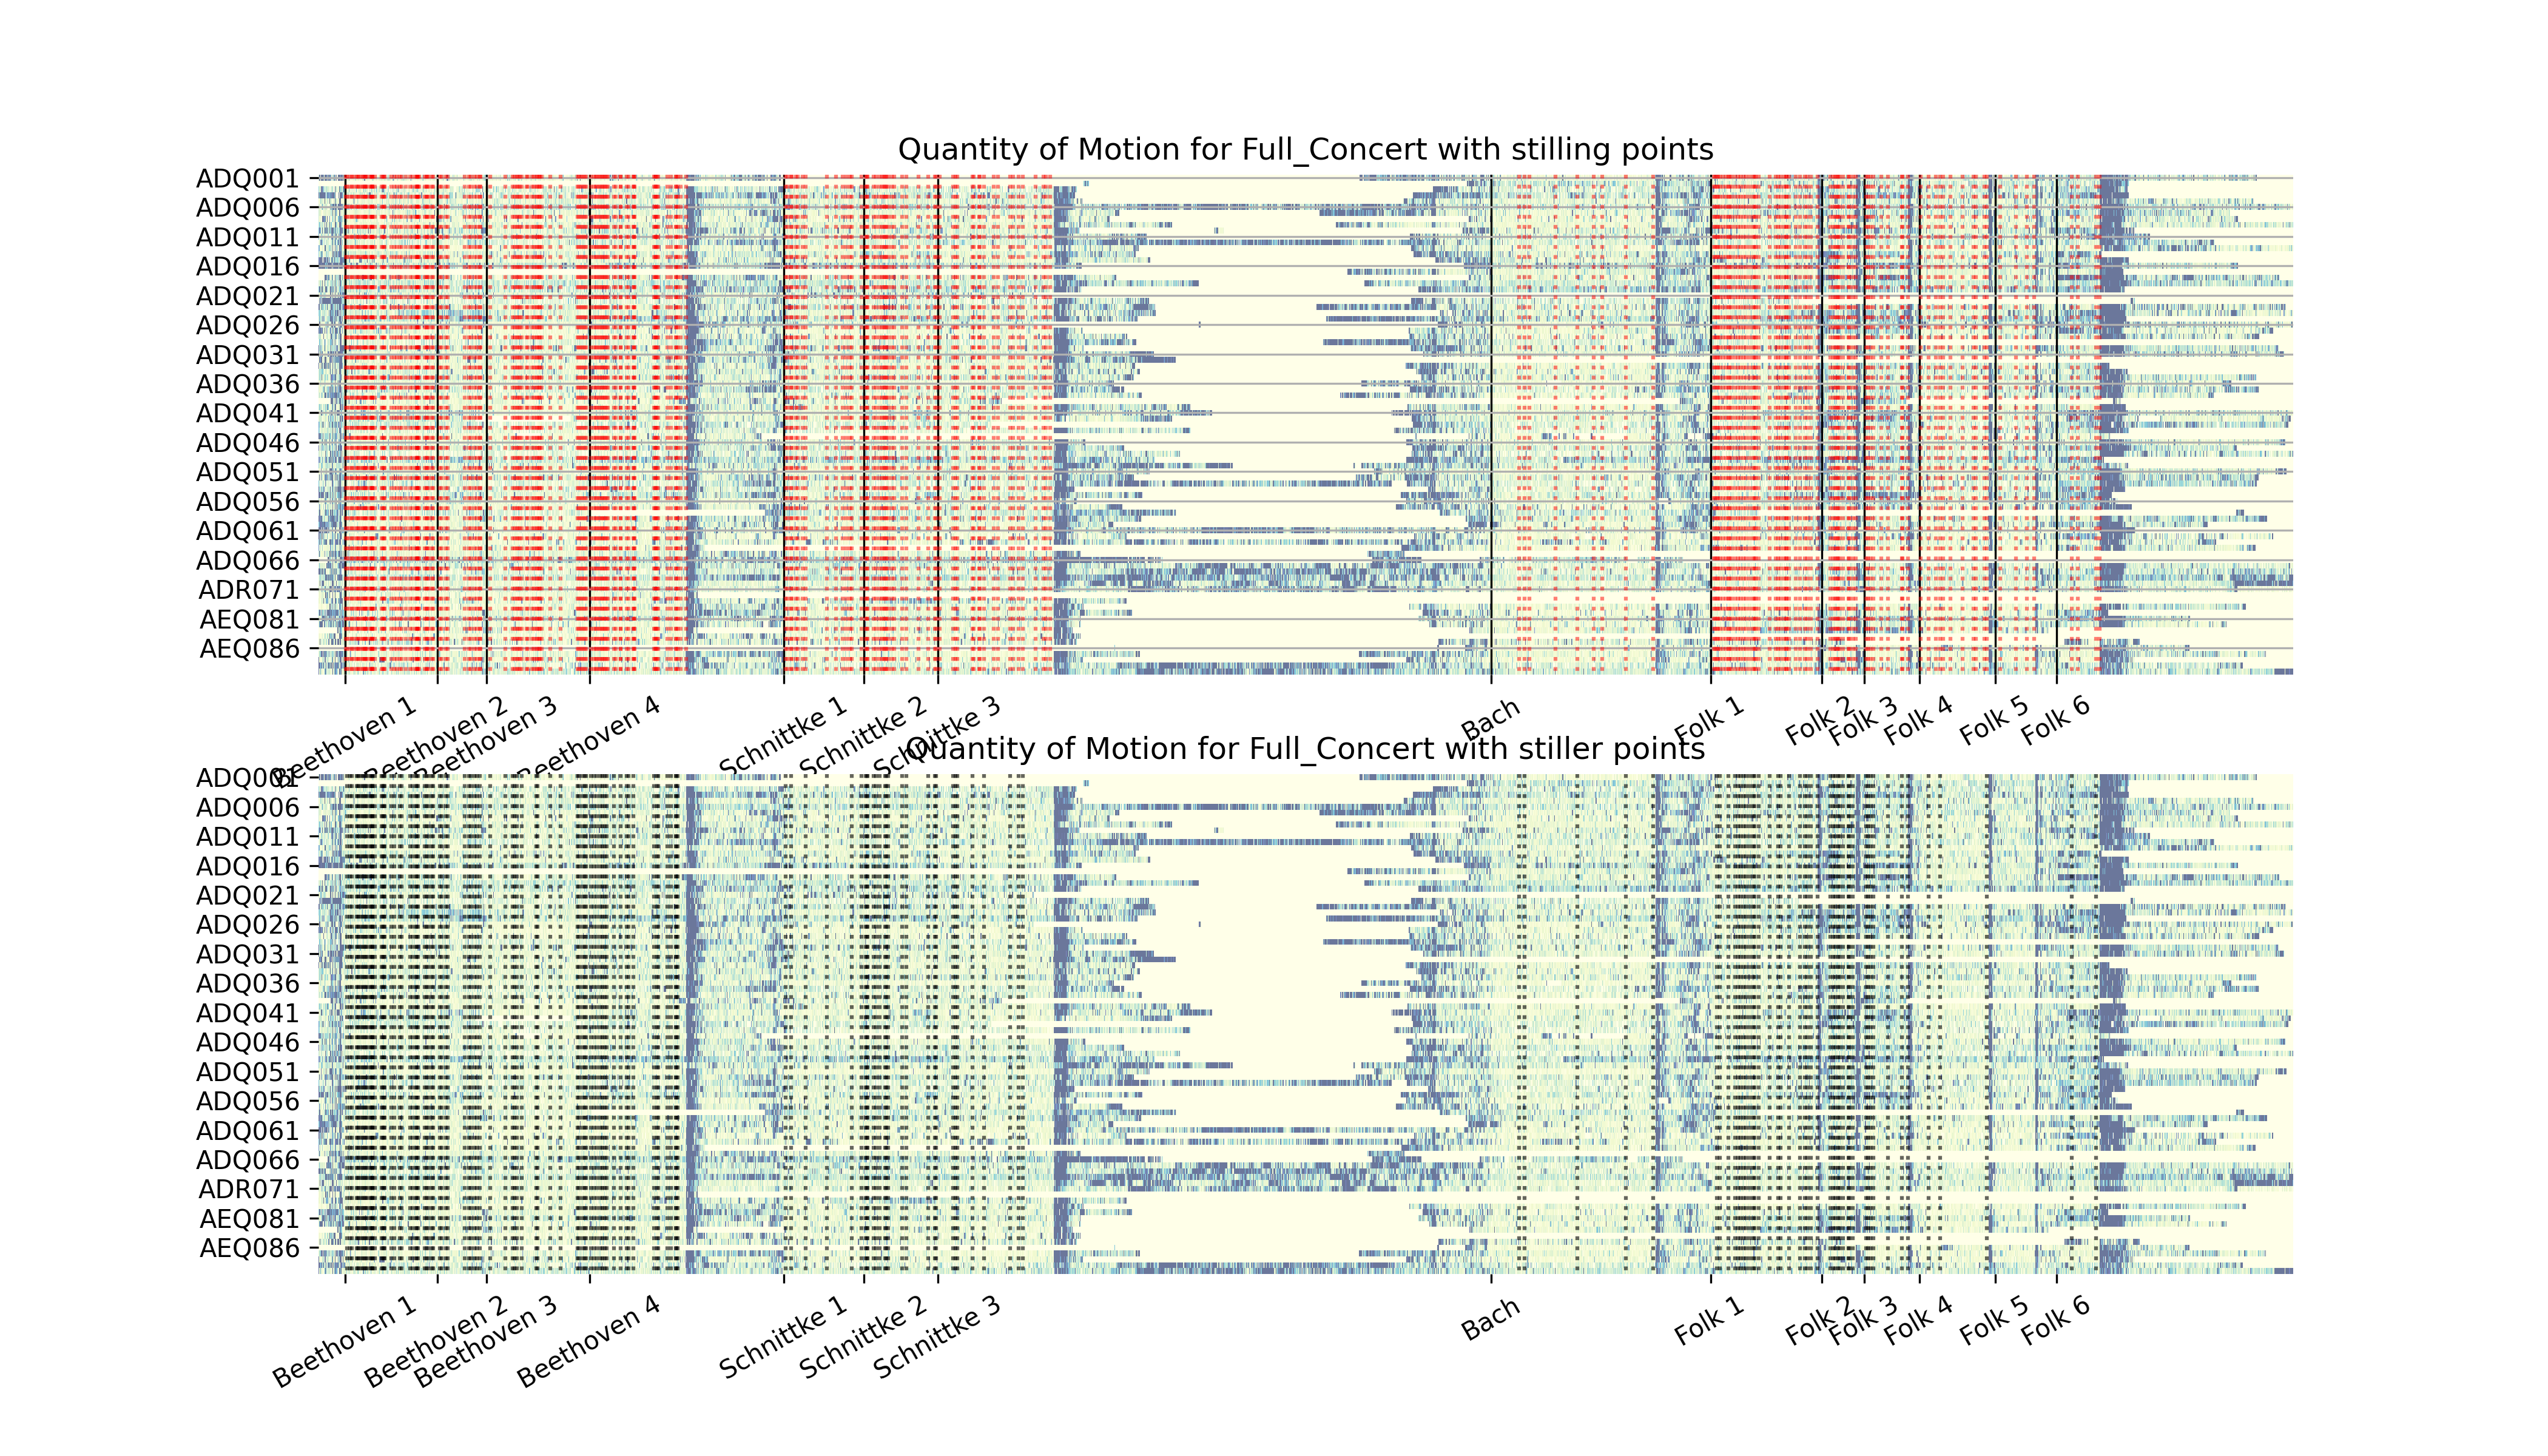 Quantity of Motion for Full_Concert with stilling points
ADQ001
ADQ006
ADQ011
ADQ016
ADQ021
ADQ026
ADQ031
ADQ036
ADQ041
ADQ046
ADQ051
ADQ056
ADQ061
ADQ066
ADR071
AEQ081
AEQ086
Beethoven 1
Beethoven 2
Beethoven 3
Beethoven 4
Schnittke 1
Schnittke 2
Schnittke 3
Bach
Folk 1
Folk 2
Folk 3
Folk 4
Folk 5
Folk 6
Quantity of Motion for Full_Concert with stiller points
ADQ001
ADQ006
ADQ011
ADQ016
ADQ021
ADQ026
ADQ031
ADQ036
ADQ041
ADQ046
ADQ051
ADQ056
ADQ061
ADQ066
ADR071
AEQ081
AEQ086
Beethoven 1
Beethoven 2
Beethoven 3
Beethoven 4
Schnittke 1
Schnittke 2
Schnittke 3
Bach
Folk 1
Folk 2
Folk 3
Folk 4
Folk 5
Folk 6